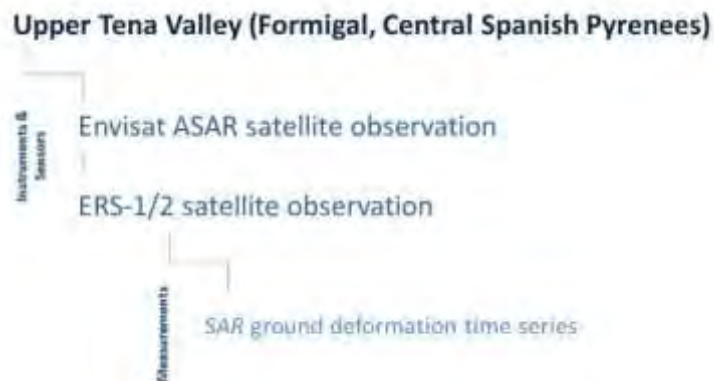 Upper Tena Valley (Formigal, Central Spanish Pyrenees)
Instruments &
Sensors
Envisat ASAR satellite observation
ERS-1/2 satellite observation
Measurements
SAR ground deformation time series